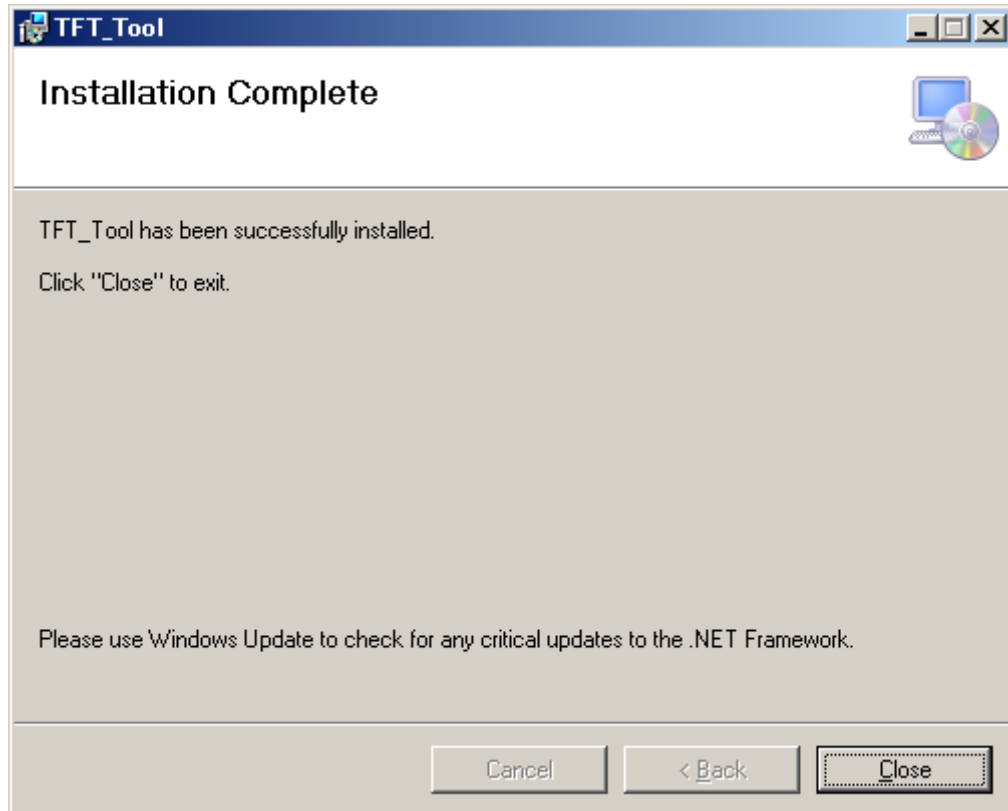 TFT_Tool
Installation Complete
TFT_Tool has been successfully installed.
Click "Close" to exit.
Please use Windows Update to check for any critical updates to the .NET Framework.
Cancel
< Back
Close